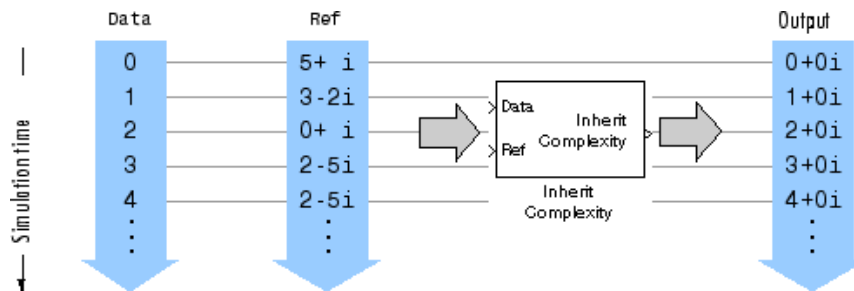 Data Ref Output
0 5+ i 0+0i
1 3-2i 1+0i
2 0+ i 2+0i
3 2-5i 3+0i
4 2-5i 4+0i
Simulation time
Data
Ref
Inherit
Complexity
Inherit
Complexity